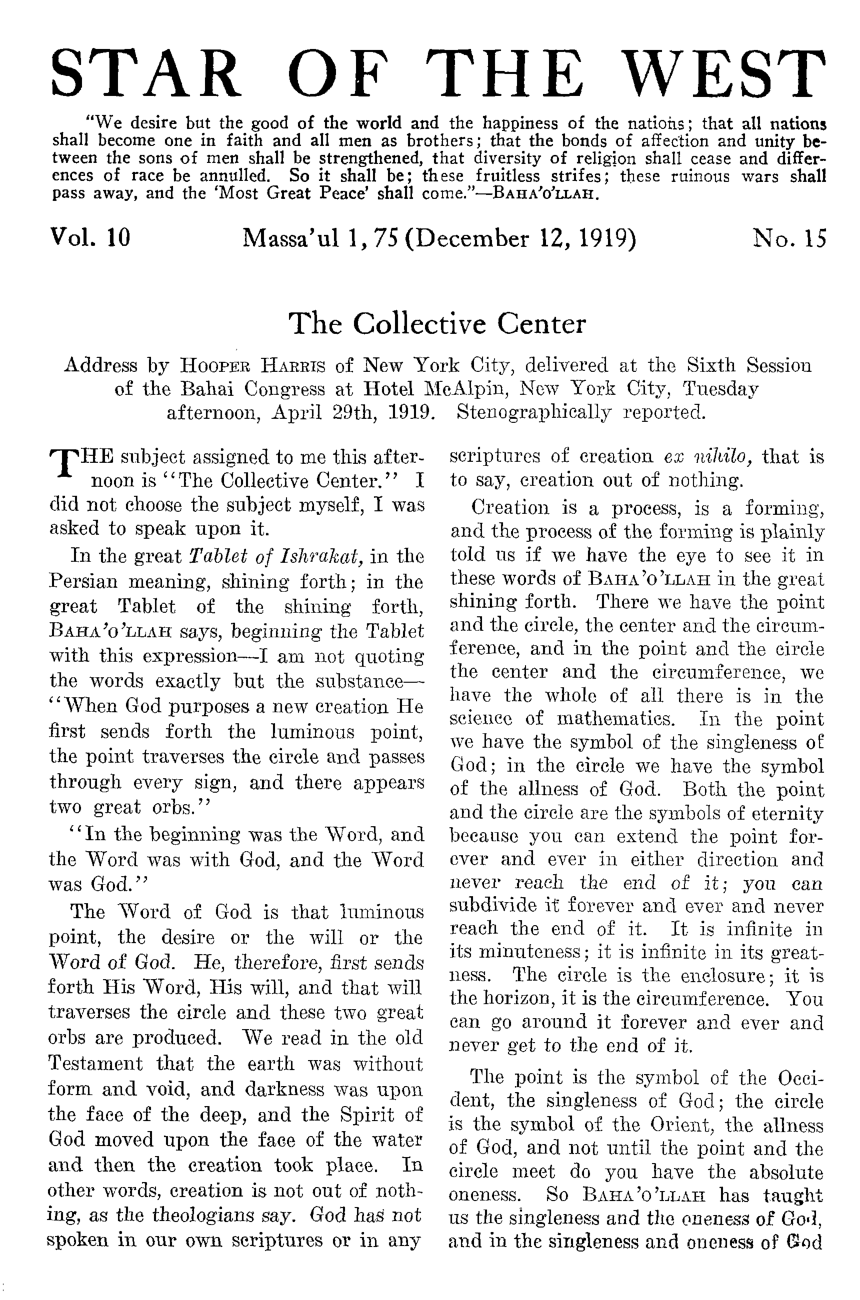 STAR OF THE WEST
"We desire but the good of the world and the happiness of the nations; that all nations
shall become one in faith and all men as brothers; that the bonds of affection and unity be-
tween the sons of men shall be strengthened, that diversity of religion shall cease and differ-
ences of race be annulled. So it shall be; these fruitless strifes; these ruinous wars shall
pass away, and the 'Most Great Peace' shall come."—BAHA'O'LLAH.
Vol. 10 Massa'ul 1, 75 (December 12, 1919) No. 15
The Collective Center
Address by HOOPER HARRIS of New York City, delivered at the Sixth Session
of the Bahai Congress at Hotel McAlpin, New York City, Tuesday
afternoon, April 29th, 1919. Stenographically reported.
THE subject assigned to me this after-
noon is "The Collective Center." I
did not choose the subject myself, I was
asked to speak upon it.
In the great Tablet of Ishrakat, in the
Persian meaning, shining forth; in the
great Tablet of the shining forth,
BAHA'O'LLAH says, beginning the Tablet
with this expression—I am not quoting
the words exactly but the substance—
"When God purposes a new creation He
first sends forth the luminous point,
the point traverses the circle and passes
through every sign, and there appears
two great orbs."
"In the beginning was the Word, and
the Word was with God, and the Word
was God."
The Word of God is that luminous
point, the desire or the will or the
Word of God. He, therefore, first sends
forth His Word, His will, and that will
traverses the circle and these two great
orbs are produced. We read in the old
Testament that the earth was without
form and void, and darkness was upon
the face of the deep, and the Spirit of
God moved upon the face of the water
and then the creation took place. In
other words, creation is not out of noth-
ing, as the theologians say. God has not
spoken in our own scriptures or in any
scriptures of creation ex nihilo, that is
to say, creation out of nothing.
Creation is a process, is a forming,
and the process of the forming is plainly
told us if we have the eye to see it in
these words of BAHA'O'LLAH in the great
shining forth. There we have the point
and the circle, the center and the circum-
ference, and in the point and the circle
the center and the circumference, we
have the whole of all there is in the
science of mathematics. In the point
we have the symbol of the singleness of
God; in the circle we have the symbol
of the allness of God. Both the point
and the circle are the symbols of eternity
because you can extend the point for-
ever and ever in either direction and
never reach the end of it; you can
subdivide it forever and ever and never
reach the end of it. It is infinite in
its minuteness; it is infinite in its great-
ness. The circle is the enclosure; it is
the horizon, it is the circumference. You
can go around it forever and ever and
never get to the end of it.
The point is the symbol of the Occi-
dent, the singleness of God; the circle
is the symbol of the Orient, the allness
of God, and not until the point and the
circle meet do you have the absolute
oneness. So BAHA'O'LLAH has taught
us the singleness and the oneness of God,
and in the singleness and oneness of God